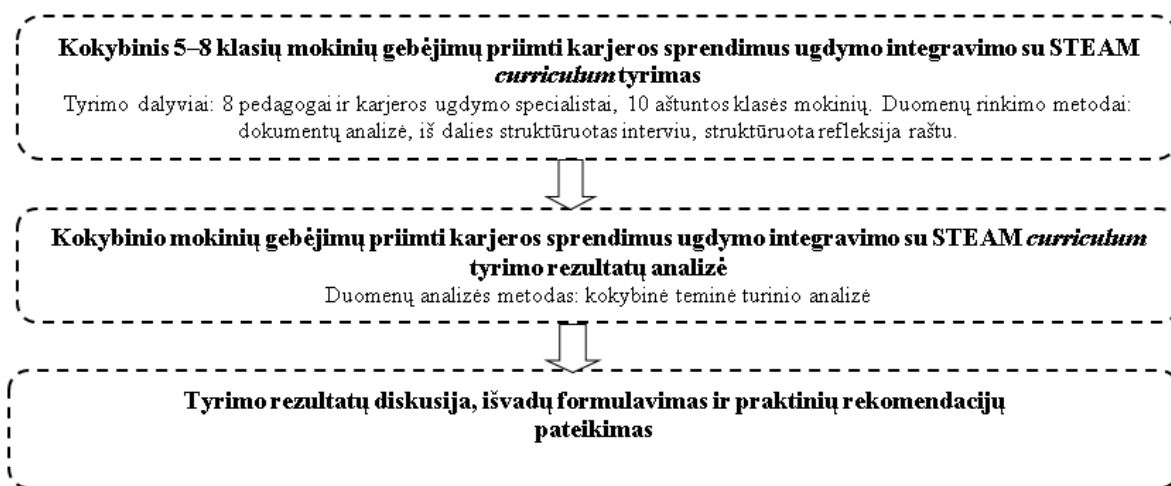 Kokybinis 5–8 klasių mokinių gebėjimų priimti karjeros sprendimus ugdymo integravimo su STEAM
curriculum tyrimas
Tyrimo dalyviai: 8 pedagogai ir karjeros ugdymo specialistai, 10 aštuntos klasės mokinių. Duomenų rinkimo metodai:
dokumentų analizė, iš dalies struktūruotas interviu, struktūruota refleksija raštu.
Kokybinio mokinių gebėjimų priimti karjeros sprendimus ugdymo integravimo su STEAM curriculum
tyrimo rezultatų analizė
Duomenų analizės metodas: kokybinė teminė turinio analizė
Tyrimo rezultatų diskusija, išvadų formulavimas ir praktinių rekomendacijų
pateikimas